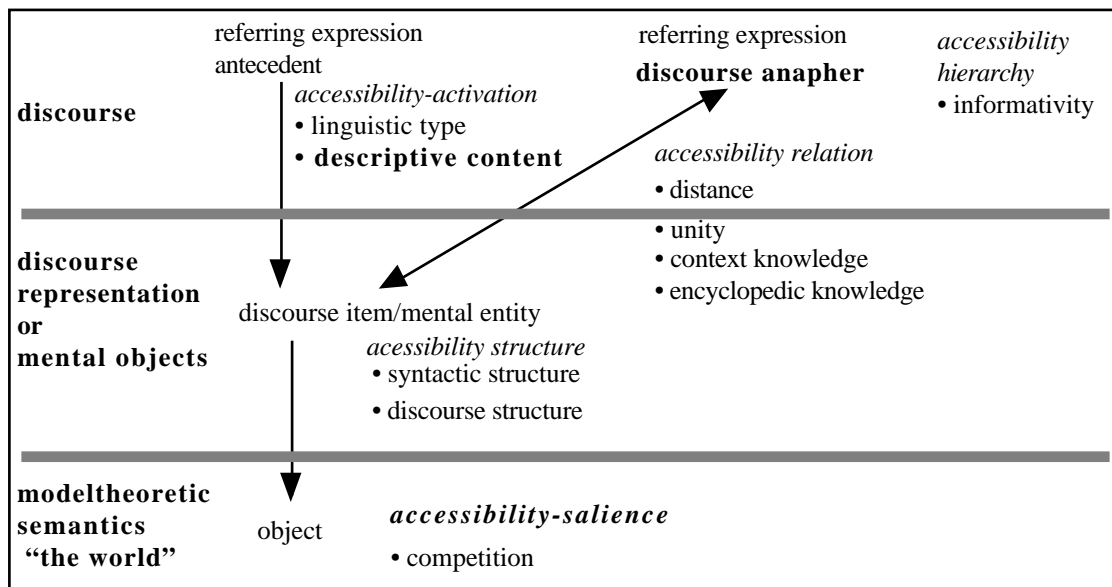 referring expression
antecedent
referring expression
discourse anapher
accessibility
hierarchy
• informativity
discourse
accessibility-activation
• linguistic type
• descriptive content
accessibility relation
• distance
• unity
• context knowledge
• encyclopedic knowledge
discourse
representation
or
mental objects
discourse item/mental entity
acessibility structure
• syntactic structure
• discourse structure
modeltheoretic
semantics
“the world”
object
accessibility-salience
• competition